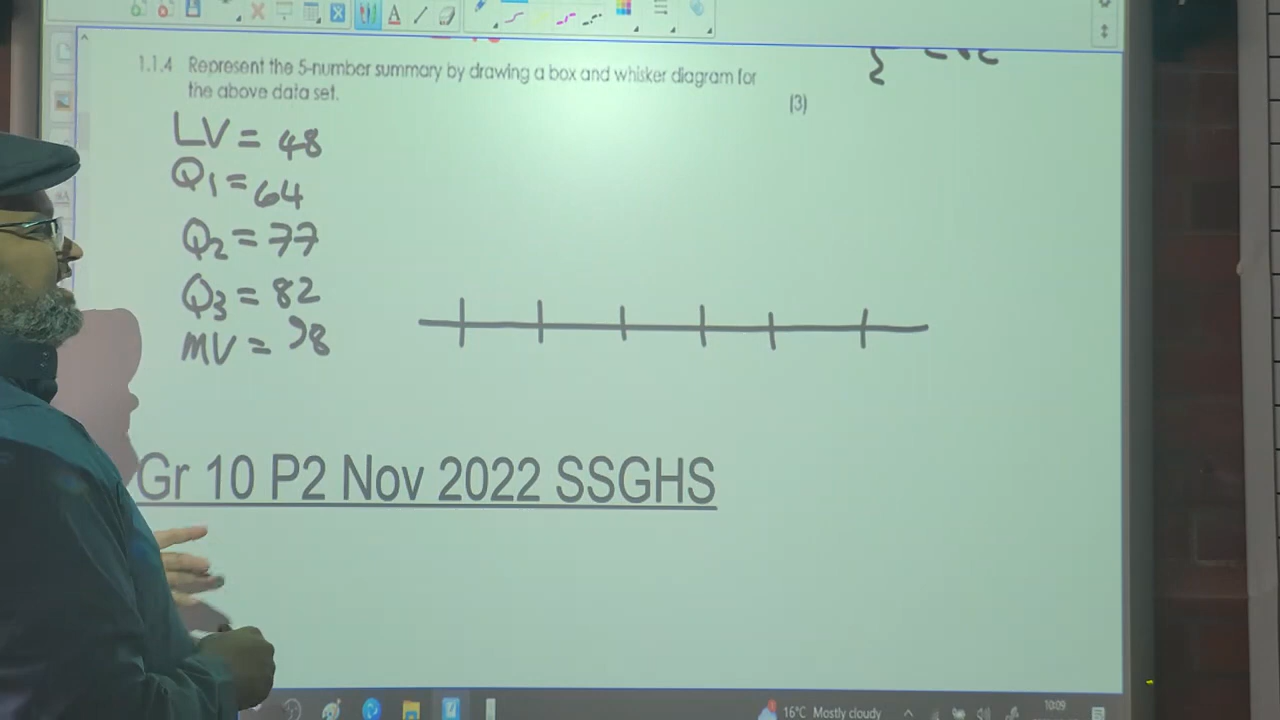 1.1.4 Represent the 5-number summary by drawing a box and whisker diagram for
the above data set.
(3)
LV = 48
Q1 = 64
Q2 = 77
Q3 = 82
MV = 98
Gr 10 P2 Nov 2022 SSGHS
16°C Mostly cloudy
10:09